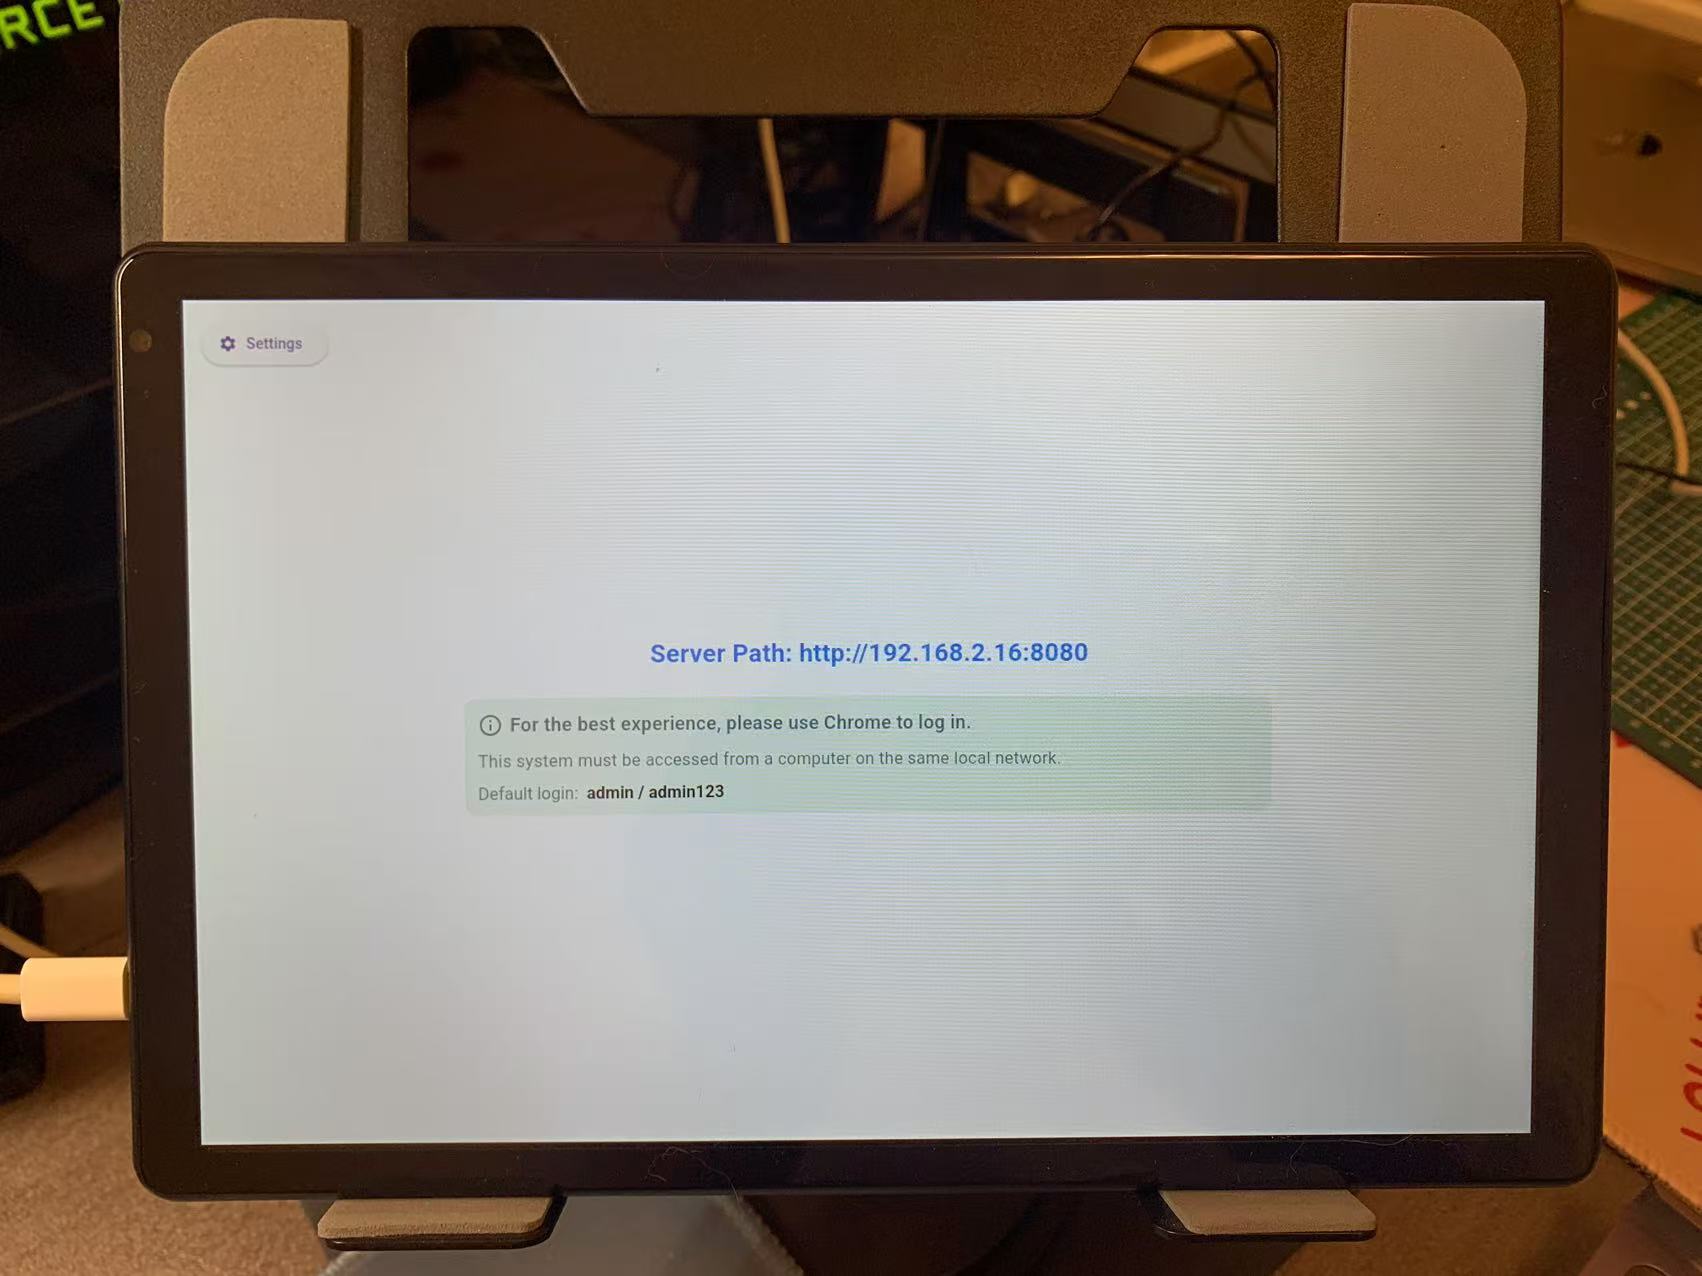 RCE
Settings
Server Path: http://192.168.2.16:8080
For the best experience, please use Chrome to log in.
This system must be accessed from a computer on the same local network.
Default login: admin / admin123